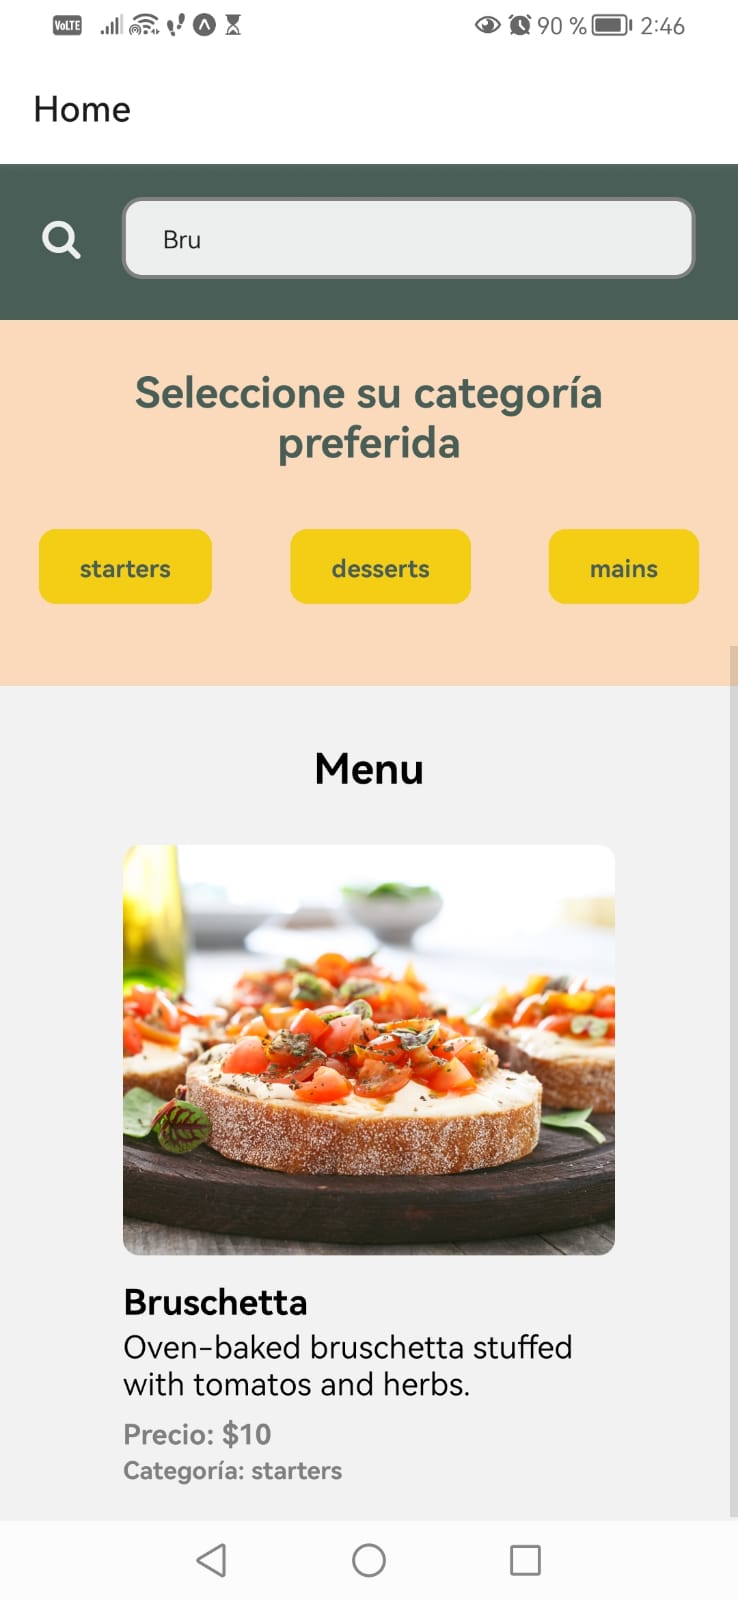 VoLTE 90 % 2:46
Home
Bru
Seleccione su categoría
preferida
starters desserts mains
Menu
Bruschetta
Oven-baked bruschetta stuffed
with tomatos and herbs.
Precio: $10
Categoría: starters